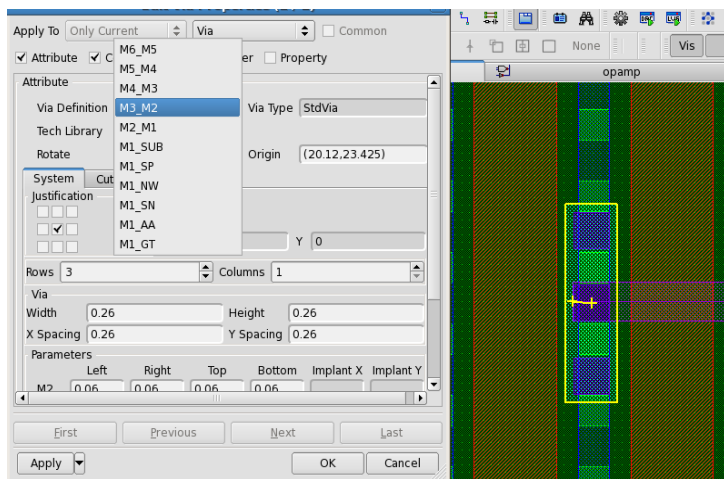 Apply To Only Current Via Common
Attribute Property
Attribute
Via Definition
Tech Library
Rotate
M6_M5
M5_M4
M4_M3
M3_M2
M2_M1
M1_SUB
M1_SP
M1_NW
M1_SN
M1_AA
M1_GT
Via Type StdVia
Origin (20.12,23.425)
System Cut
Justification
Y 0
Rows 3 Columns 1
Via
Width 0.26 Height 0.26
X Spacing 0.26 Y Spacing 0.26
Parameters
Left Right Top Bottom Implant X Implant Y
M2 0.06 0.06 0.06 0.06
First Previous Next Last
Apply OK Cancel
None Vis
opamp